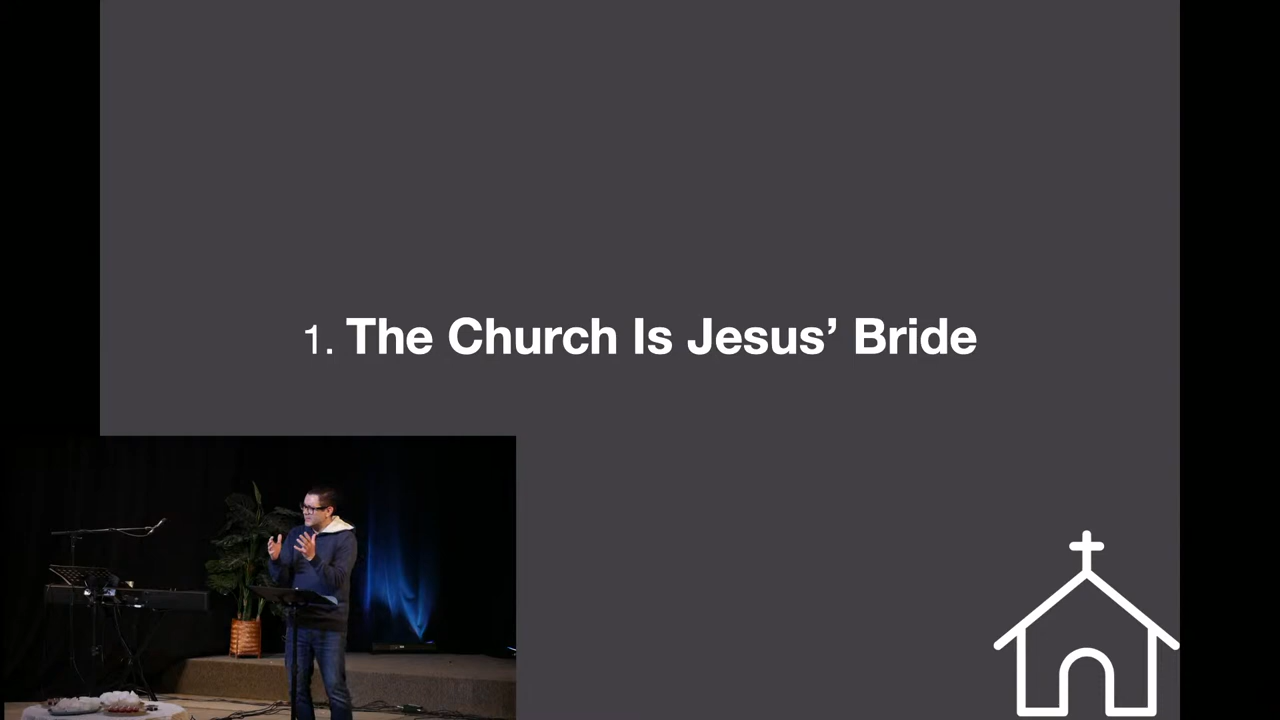 1. The Church Is Jesus’ Bride